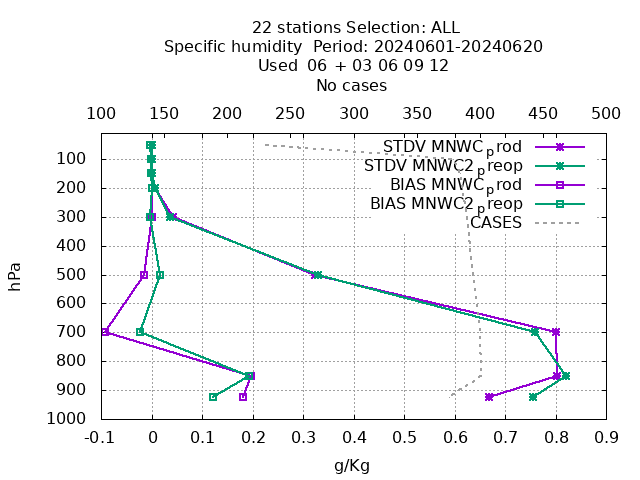 22 stations Selection: ALL
Specific humidity  Period: 20240601-20240620
Used 06 + 03 06 09 12
No cases
100 150 200 250 300 350 400 450 500
STDV MNWC_prod
STDV MNWC2_preop
BIAS MNWC_prod
BIAS MNWC2_preop
CASES
hPa
100
200
300
400
500
600
700
800
900
1000
-0.1 0 0.1 0.2 0.3 0.4 0.5 0.6 0.7 0.8 0.9
g/Kg